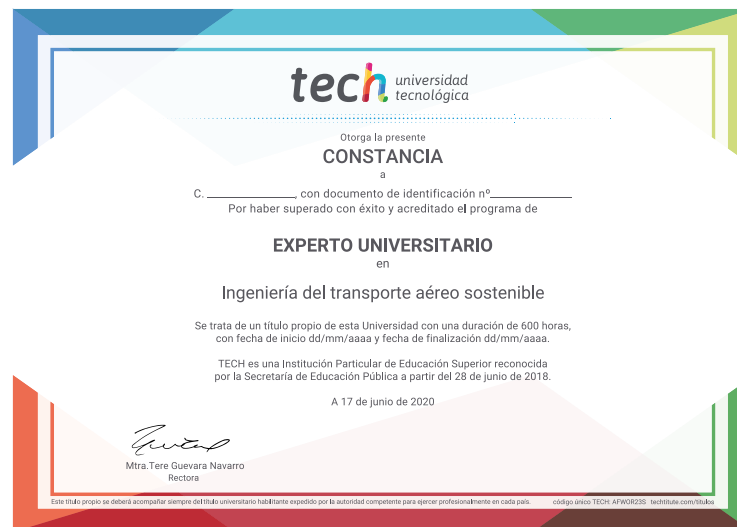 tech universidad
tecnológica
Otorga la presente
CONSTANCIA
a
C. ________________, con documento de identificación nº______________
Por haber superado con éxito y acreditado el programa de
EXPERTO UNIVERSITARIO
en
Ingeniería del transporte aéreo sostenible
Se trata de un título propio de esta Universidad con una duración de 600 horas,
con fecha de inicio dd/mm/aaaa y fecha de finalización dd/mm/aaaa.
TECH es una Institución Particular de Educación Superior reconocida
por la Secretaría de Educación Pública a partir del 28 de junio de 2018.
A 17 de junio de 2020
Mtra.Tere Guevara Navarro
Rectora
Este título propio se deberá acompañar siempre del título universitario habilitante expedido por la autoridad competente para ejercer profesionalmente en cada país. código único TECH: AFWOR23S techtitute.com/titulos